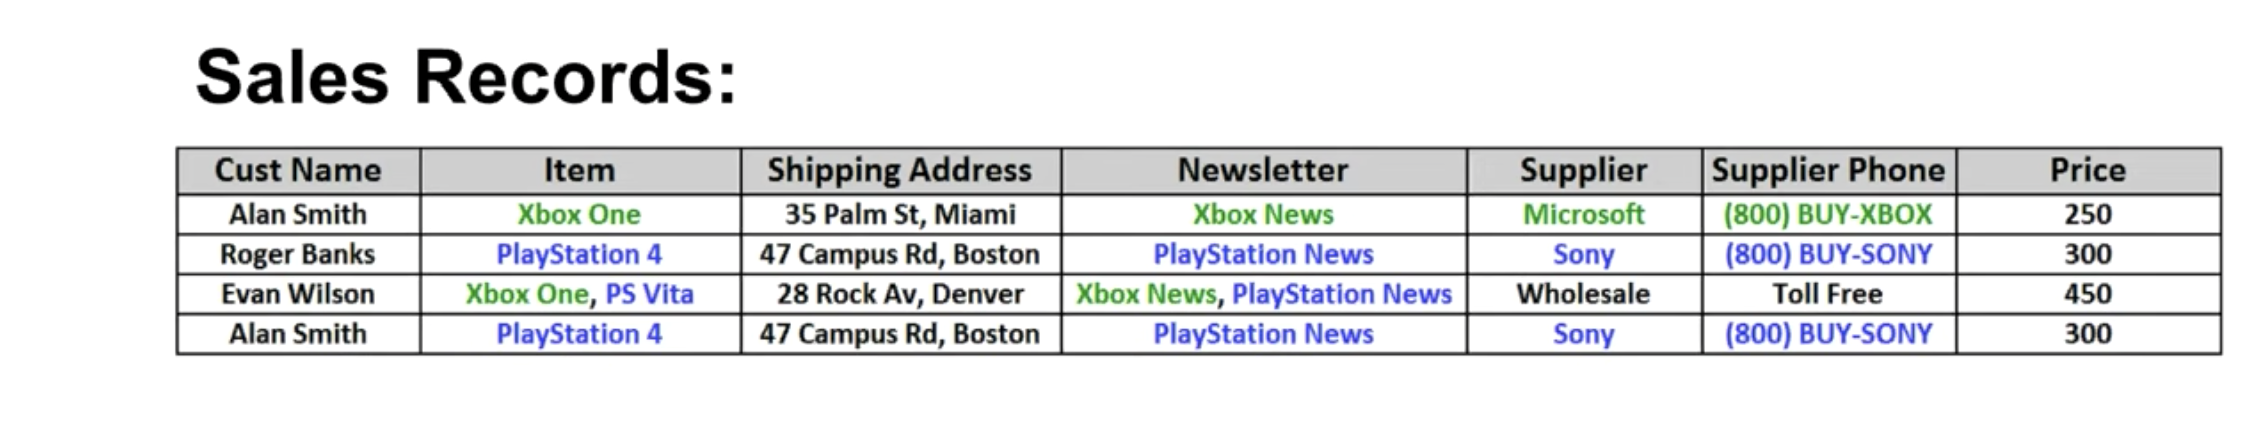 Sales Records:
Cust Name Item Shipping Address Newsletter Supplier Supplier Phone Price
Alan Smith Xbox One 35 Palm St, Miami Xbox News Microsoft (800) BUY-XBOX 250
Roger Banks PlayStation 4 47 Campus Rd, Boston PlayStation News Sony (800) BUY-SONY 300
Evan Wilson Xbox One, PS Vita 28 Rock Av, Denver Xbox News, PlayStation News Wholesale Toll Free 450
Alan Smith PlayStation 4 47 Campus Rd, Boston PlayStation News Sony (800) BUY-SONY 300